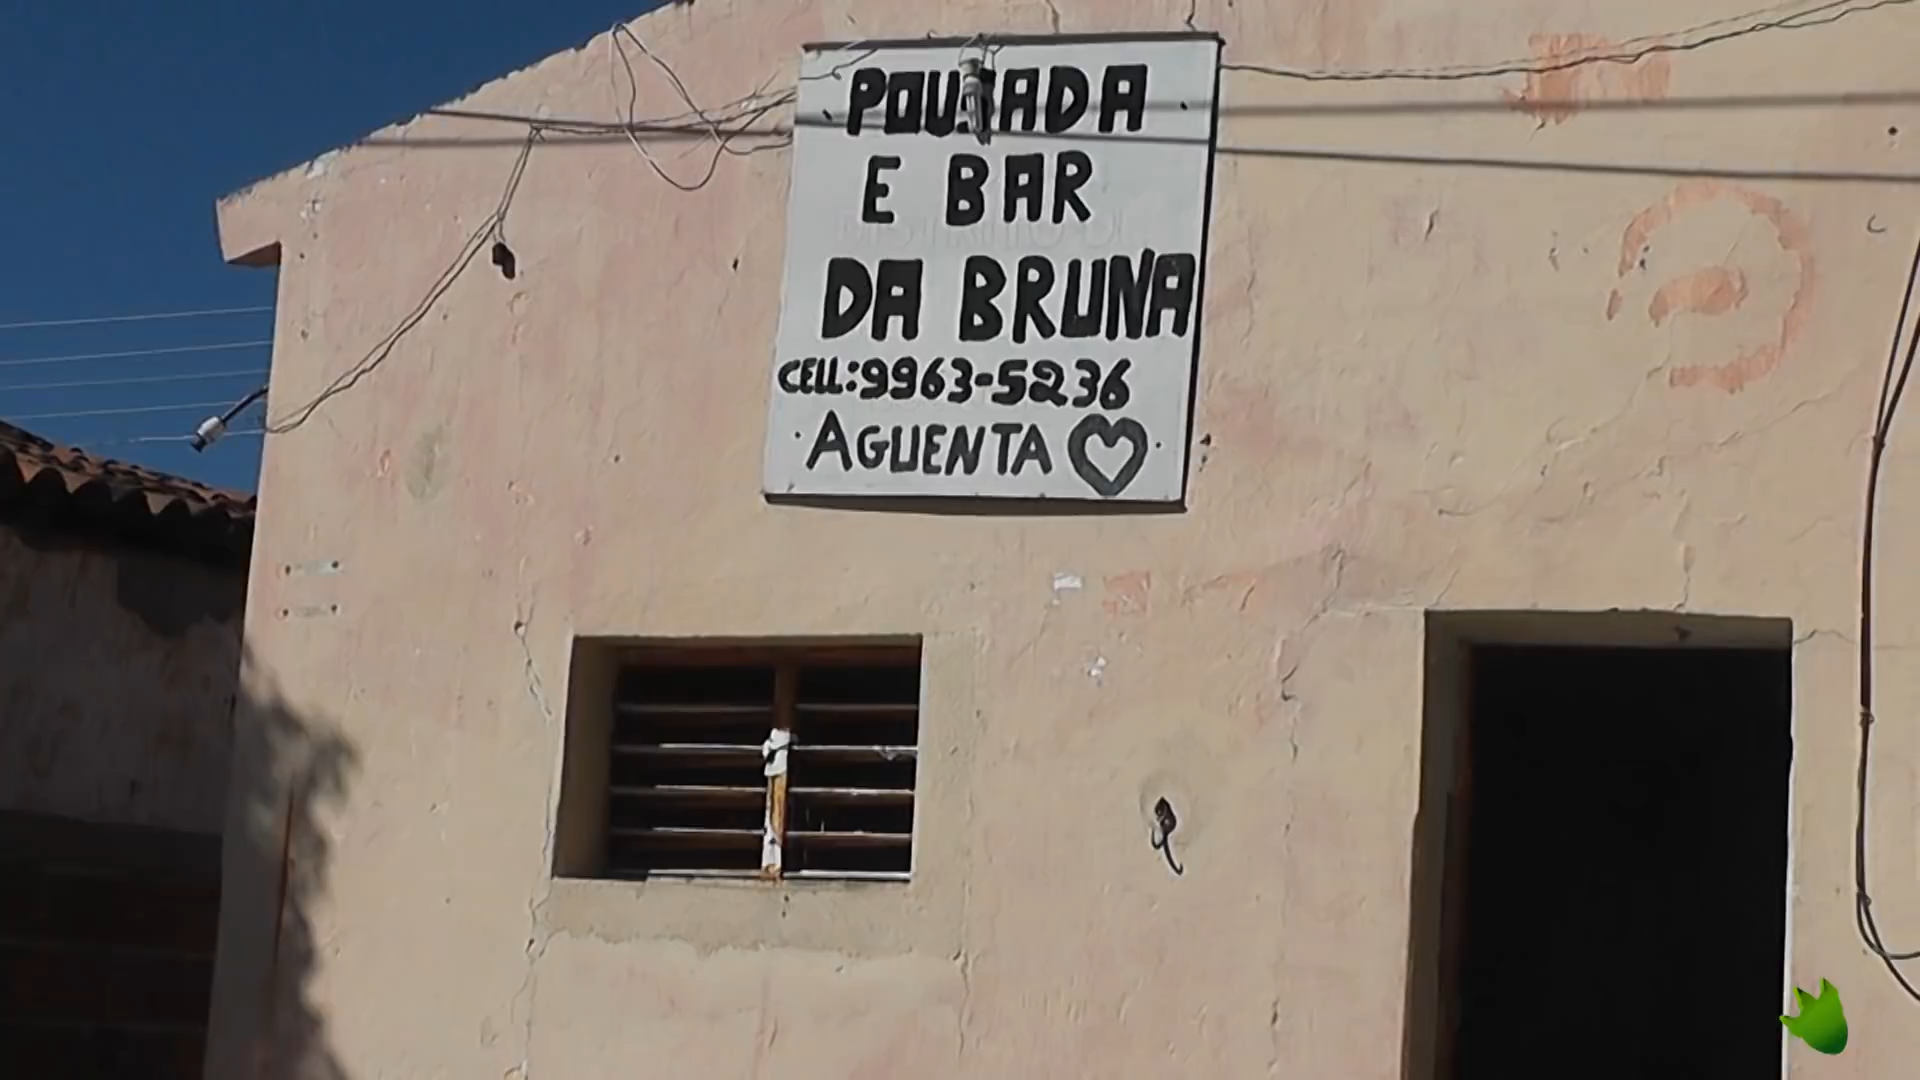 POUSADA
E BAR
DA BRUNA
CELL:9963-5236
AGUENTA